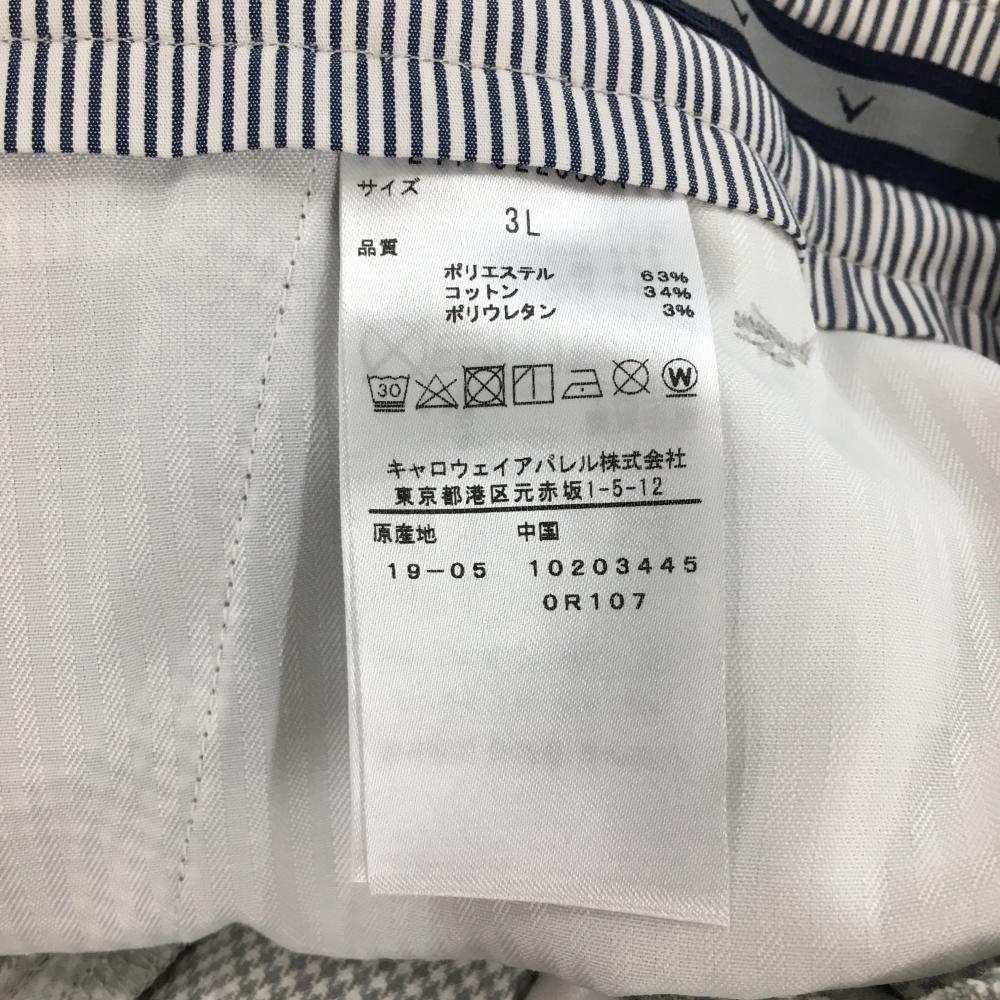 サイズ
3L
品質
ポリエステル 63%
コットン 34%
ポリウレタン 3%
30
W
キャロウェイアパレル株式会社
東京都港区元赤坂1-5-12
原産地 中国
19-05 10203445
0R107